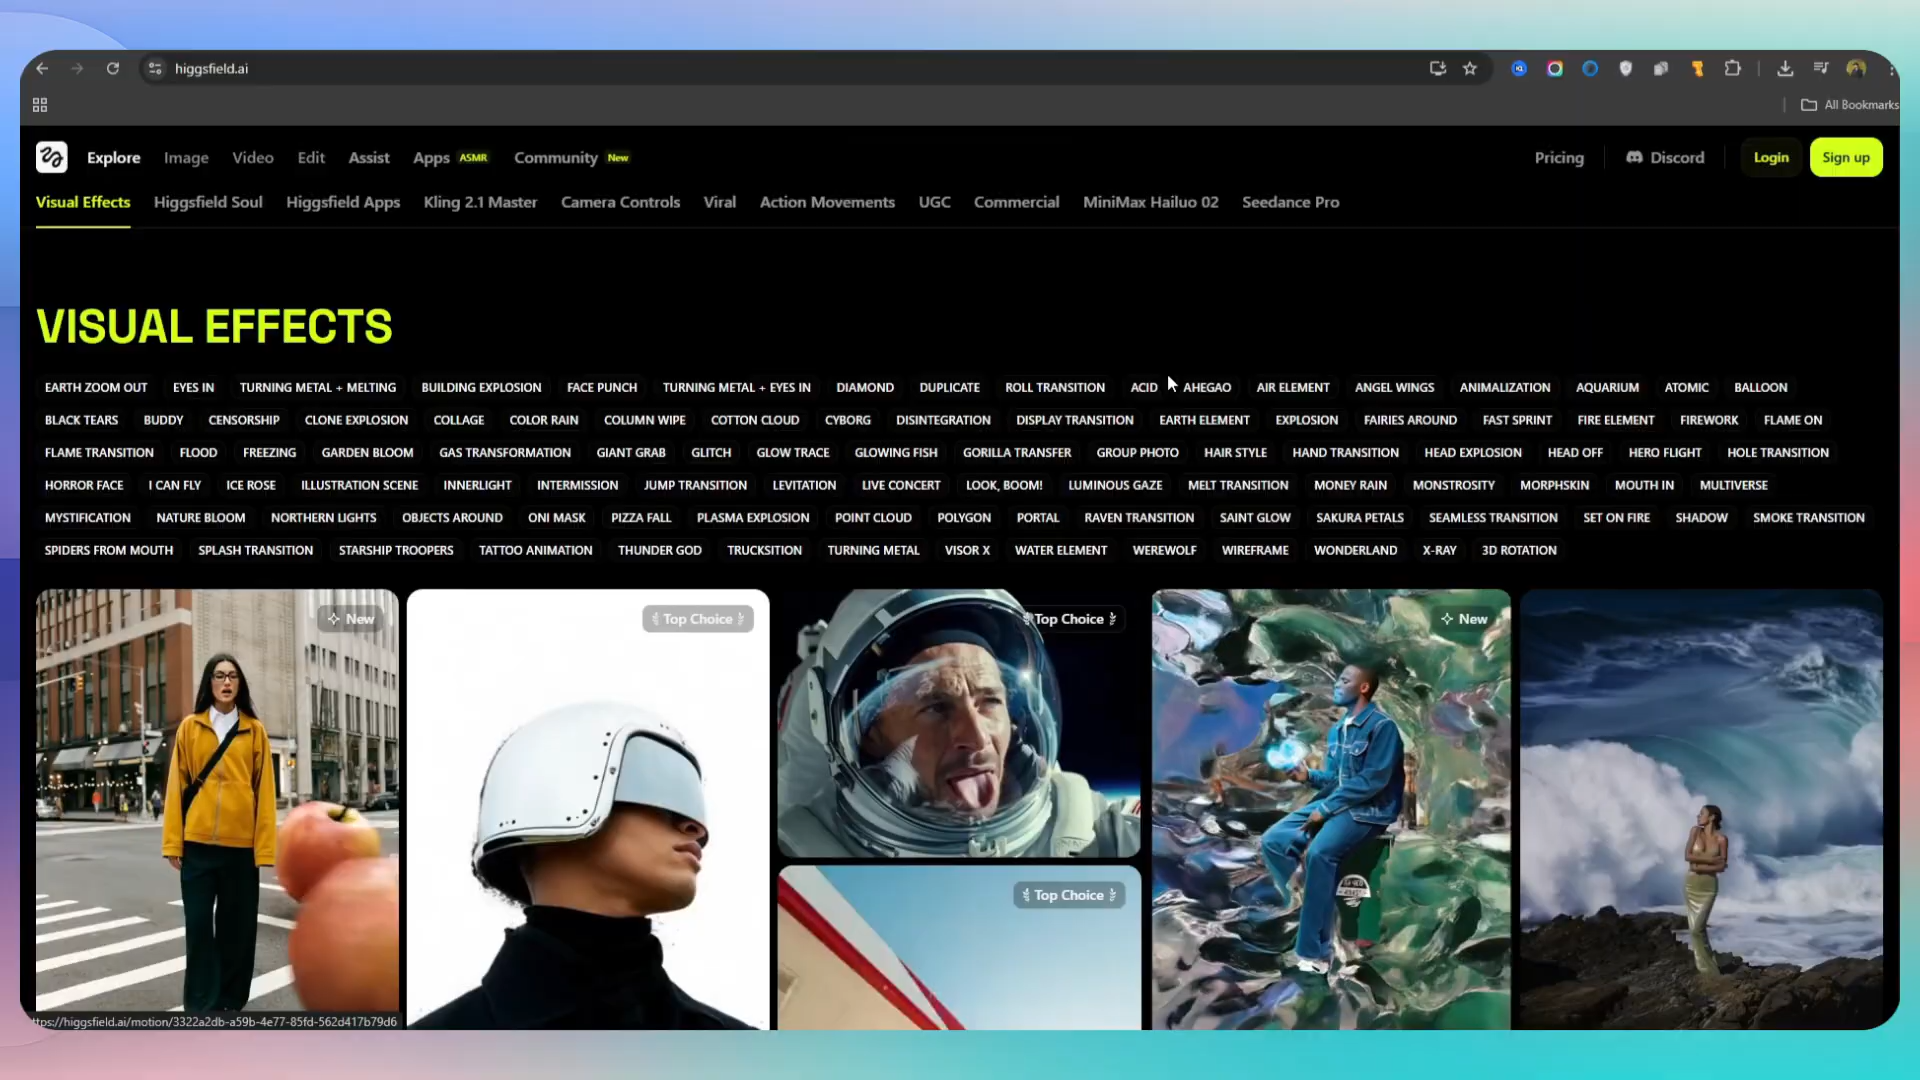 higgsfield.ai
All Bookmarks
Explore Image Video Edit Assist Apps ASMR Community New Pricing Discord Login Sign up
Visual Effects Higgsfield Soul Higgsfield Apps Kling 2.1 Master Camera Controls Viral Action Movements UGC Commercial MiniMax Hailuo 02 Seedance Pro
VISUAL EFFECTS
EARTH ZOOM OUT EYES IN TURNING METAL + MELTING BUILDING EXPLOSION FACE PUNCH TURNING METAL + EYES IN DIAMOND DUPLICATE ROLL TRANSITION ACID AHEGAO AIR ELEMENT ANGEL WINGS ANIMALIZATION AQUARIUM ATOMIC BALLOON
BLACK TEARS BUDDY CENSORSHIP CLONE EXPLOSION COLLAGE COLOR RAIN COLUMN WIPE COTTON CLOUD CYBORG DISINTEGRATION DISPLAY TRANSITION EARTH ELEMENT EXPLOSION FAIRIES AROUND FAST SPRINT FIRE ELEMENT FIREWORK FLAME ON
FLAME TRANSITION FLOOD FREEZING GARDEN BLOOM GAS TRANSFORMATION GIANT GRAB GLITCH GLOW TRACE GLOWING FISH GORILLA TRANSFER GROUP PHOTO HAIR STYLE HAND TRANSITION HEAD EXPLOSION HEAD OFF HERO FLIGHT HOLE TRANSITION
HORROR FACE I CAN FLY ICE ROSE ILLUSTRATION SCENE INNERLIGHT INTERMISSION JUMP TRANSITION LEVITATION LIVE CONCERT LOOK, BOOM! LUMINOUS GAZE MELT TRANSITION MONEY RAIN MONSTROSITY MORPHSKIN MOUTH IN MULTIVERSE
MYSTIFICATION NATURE BLOOM NORTHERN LIGHTS OBJECTS AROUND ONI MASK PIZZA FALL PLASMA EXPLOSION POINT CLOUD POLYGON PORTAL RAVEN TRANSITION SAINT GLOW SAKURA PETALS SEAMLESS TRANSITION SET ON FIRE SHADOW SMOKE TRANSITION
SPIDERS FROM MOUTH SPLASH TRANSITION STARSHIP TROOPERS TATTOO ANIMATION THUNDER GOD TRUCKSITION TURNING METAL VISOR X WATER ELEMENT WEREWOLF WIREFRAME WONDERLAND X-RAY 3D ROTATION
New
Top Choice
Top Choice
New
Top Choice
ttps://higgsfield.ai/motion/3322a2db-a59b-4e77-85fd-562d417b79d6